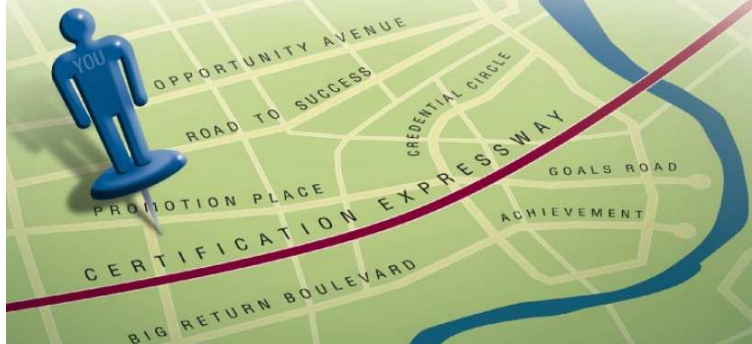 YOU
OPPORTUNITY AVENUE
ROAD TO SUCCESS
CREDENTIAL CIRCLE
PROMOTION PLACE
CERTIFICATION EXPRESSWAY
GOALS ROAD
ACHIEVEMENT
BIG RETURN BOULEVARD